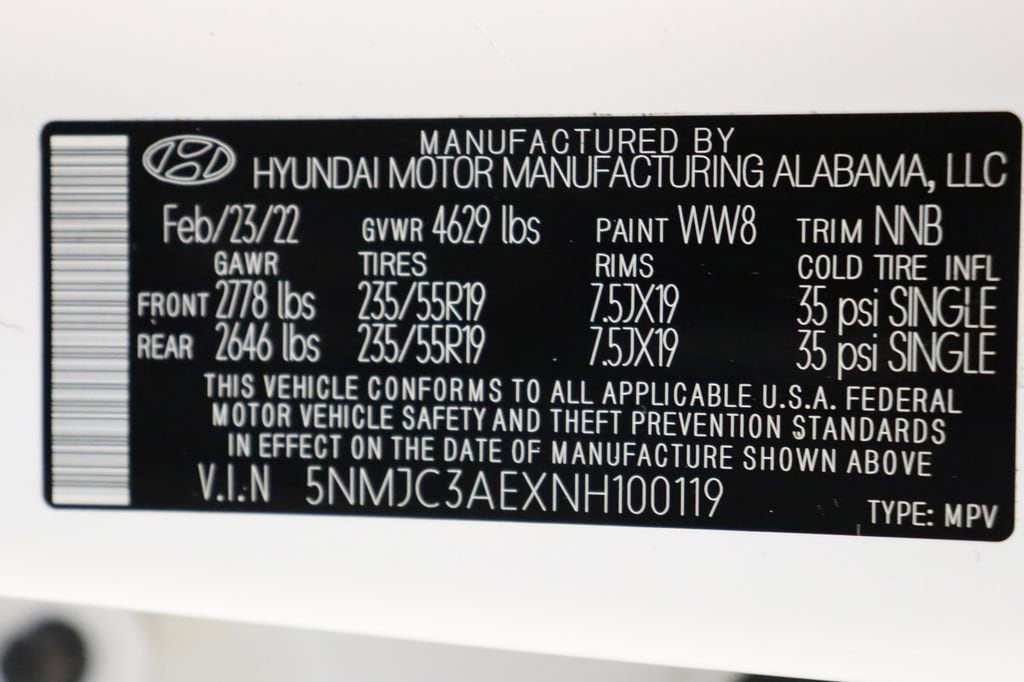 MANUFACTURED BY
HYUNDAI MOTOR MANUFACTURING ALABAMA, LLC
Feb/23/22 GVWR 4629 lbs PAINT WW8 TRIM NNB
GAWR TIRES RIMS COLD TIRE INFL
FRONT 2778 lbs 235/55R19 7.5JX19 35 psi SINGLE
REAR 2646 lbs 235/55R19 7.5JX19 35 psi SINGLE
THIS VEHICLE CONFORMS TO ALL APPLICABLE U.S.A. FEDERAL
MOTOR VEHICLE SAFETY AND THEFT PREVENTION STANDARDS
IN EFFECT ON THE DATE OF MANUFACTURE SHOWN ABOVE
V.I.N 5NMJC3AEXNH100119 TYPE: MPV